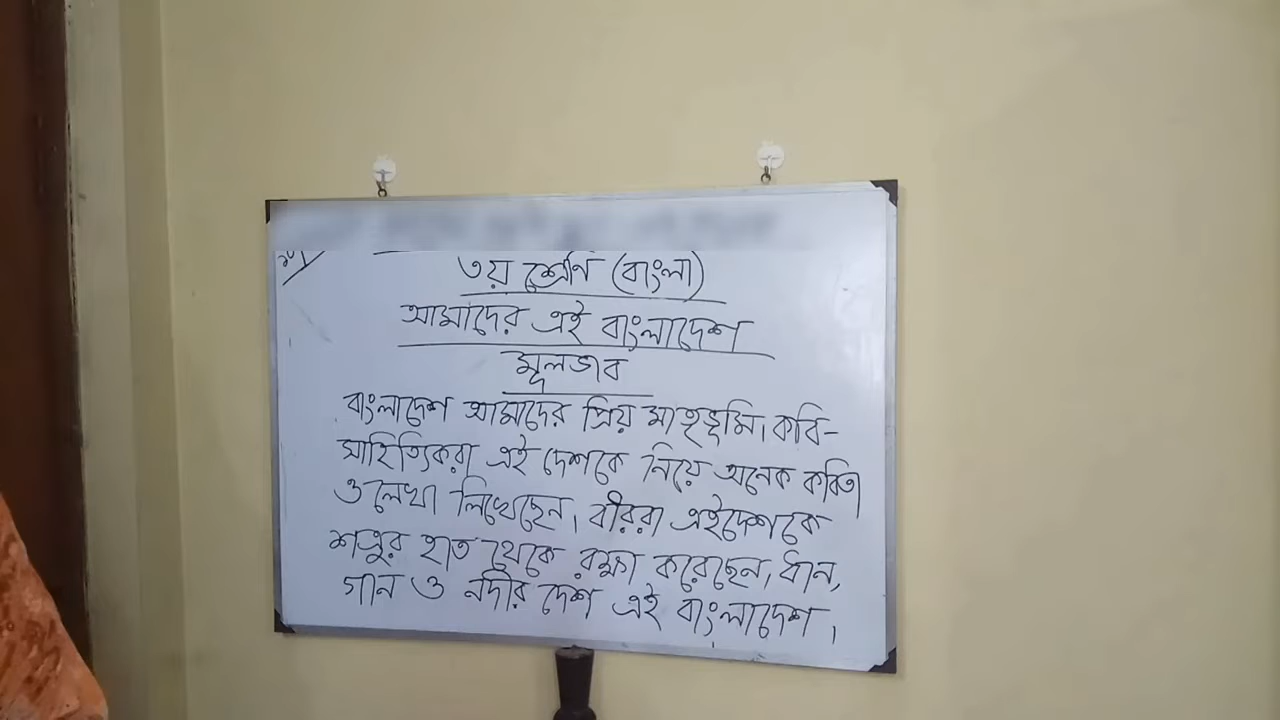 ৩য় শ্রেণি (বাংলা)
আমাদের এই বাংলাদেশ
মূলভাব
বাংলাদেশ আমাদের প্রিয় মাতৃভূমি। কবি-
সাহিত্যিকরা এই দেশকে নিয়ে অনেক কবিতা
ও লেখা লিখেছেন। বীররা এইদেশকে
শত্রুর হাত থেকে রক্ষা করেছেন। ধান,
গান ও নদীর দেশ এই বাংলাদেশ।